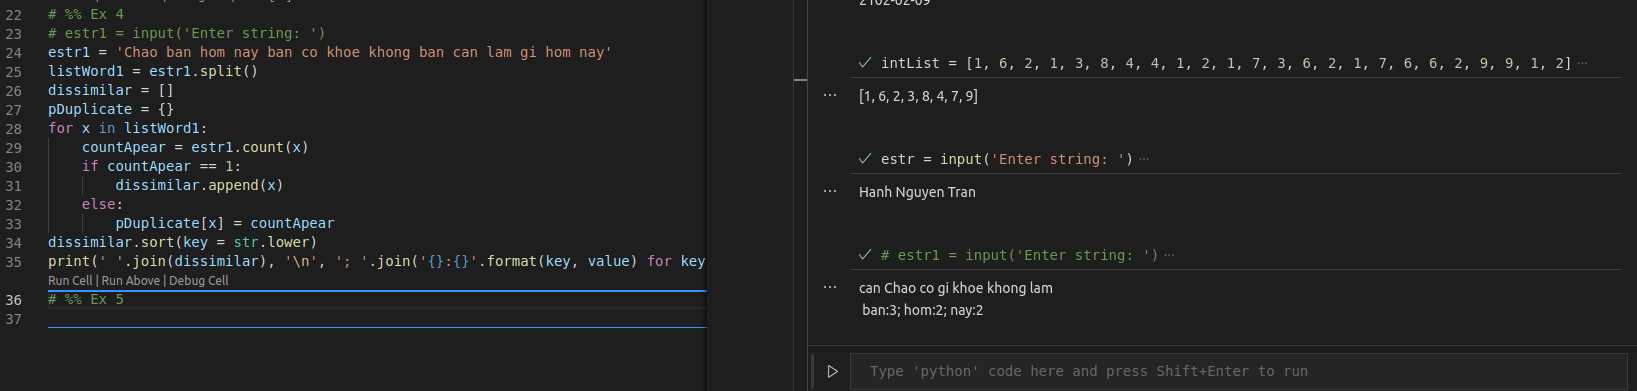 22 # %% Ex 4
23 # estr1 = input('Enter string: ')
24 estr1 = 'Chao ban hom nay ban co khoe khong ban can lam gi hom nay'
25 listWord1 = estr1.split()
26 dissimilar = []
27 pDuplicate = {}
28 for x in listWord1:
29     countApear = estr1.count(x)
30     if countApear == 1:
31         dissimilar.append(x)
32     else:
33         pDuplicate[x] = countApear
34 dissimilar.sort(key = str.lower)
35 print(' '.join(dissimilar), '\n', '; '.join('{}:{}'.format(key, value) for key
Run Cell | Run Above | Debug Cell
36 # %% Ex 5
37
2102-02-09
intList = [1, 6, 2, 1, 3, 8, 4, 4, 1, 2, 1, 7, 3, 6, 2, 1, 7, 6, 6, 2, 9, 9, 1, 2] ···
··· [1, 6, 2, 3, 8, 4, 7, 9]
estr = input('Enter string: ') ···
··· Hanh Nguyen Tran
# estr1 = input('Enter string: ') ···
··· can Chao co gi khoe khong lam
ban:3; hom:2; nay:2
Type 'python' code here and press Shift+Enter to run